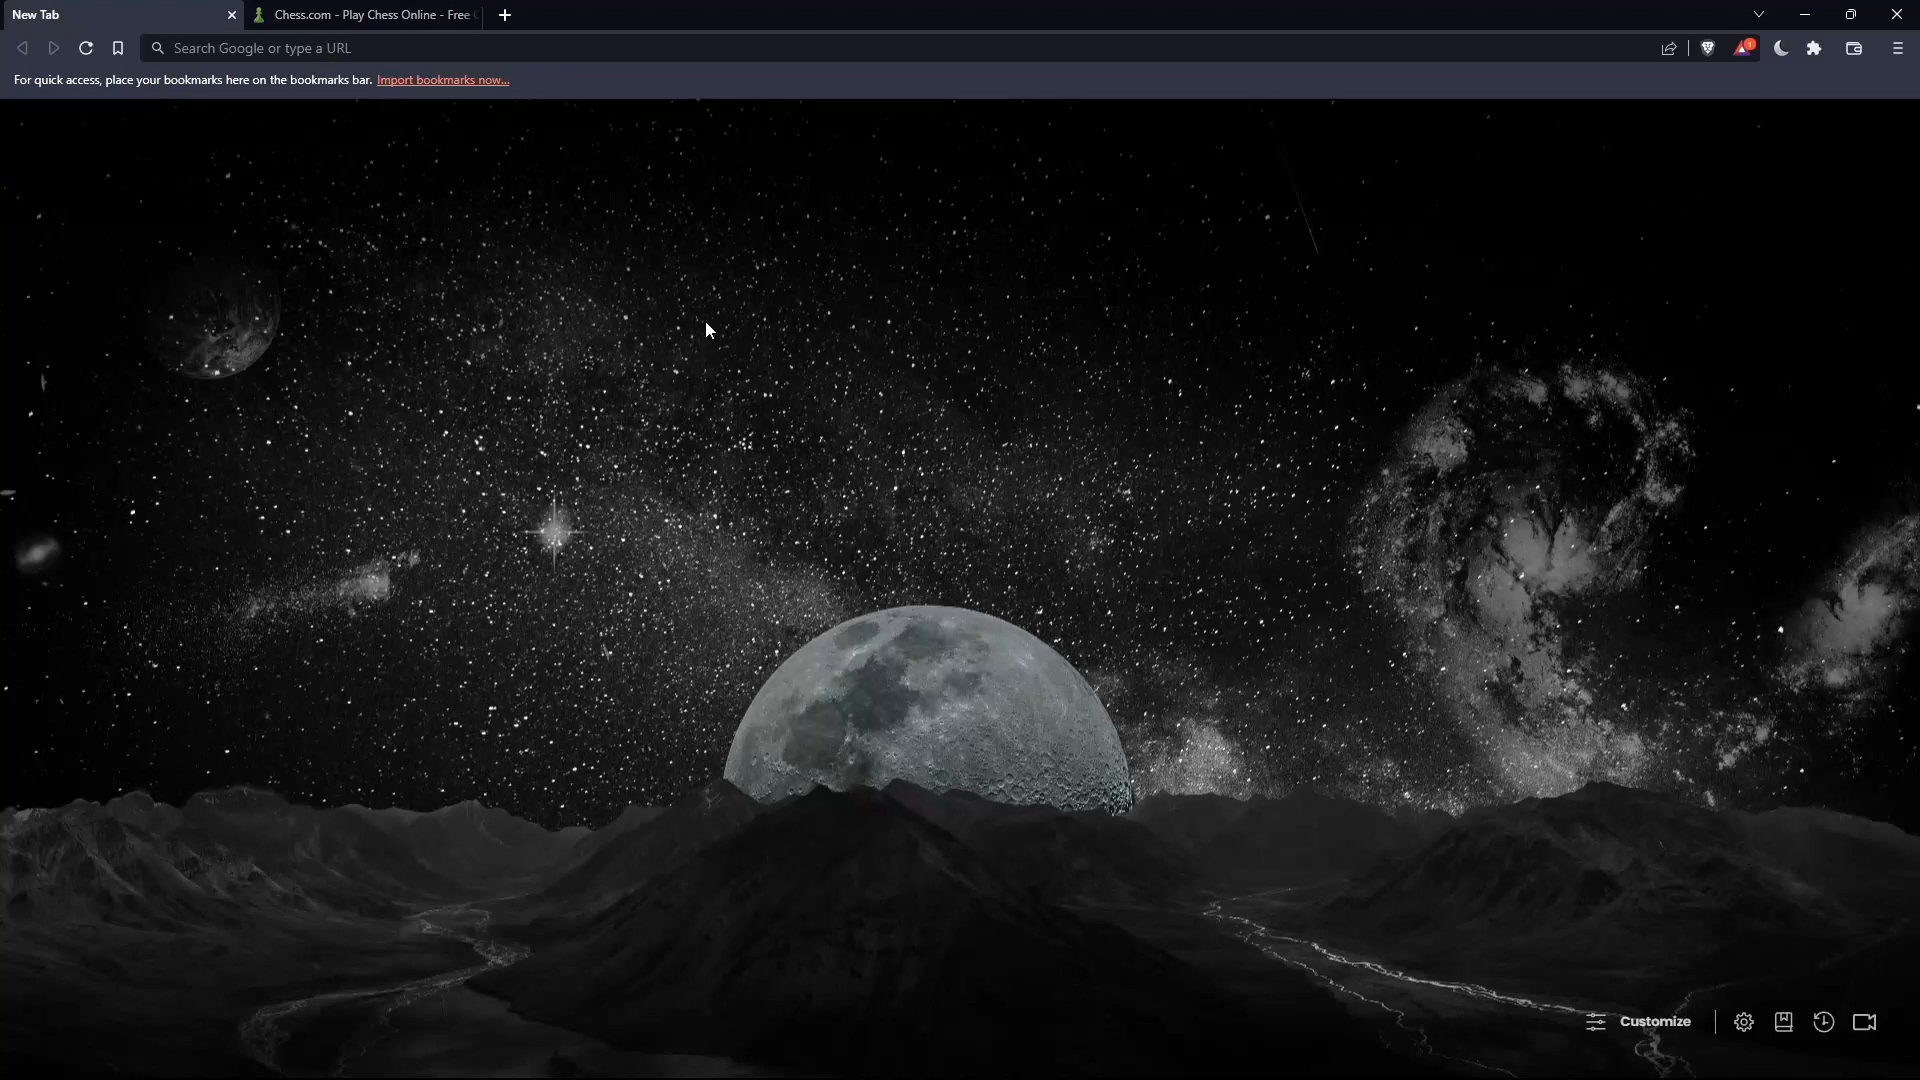 New Tab
Chess.com - Play Chess Online - Free
Search Google or type a URL
1
For quick access, place your bookmarks here on the bookmarks bar. Import bookmarks now...
Customize